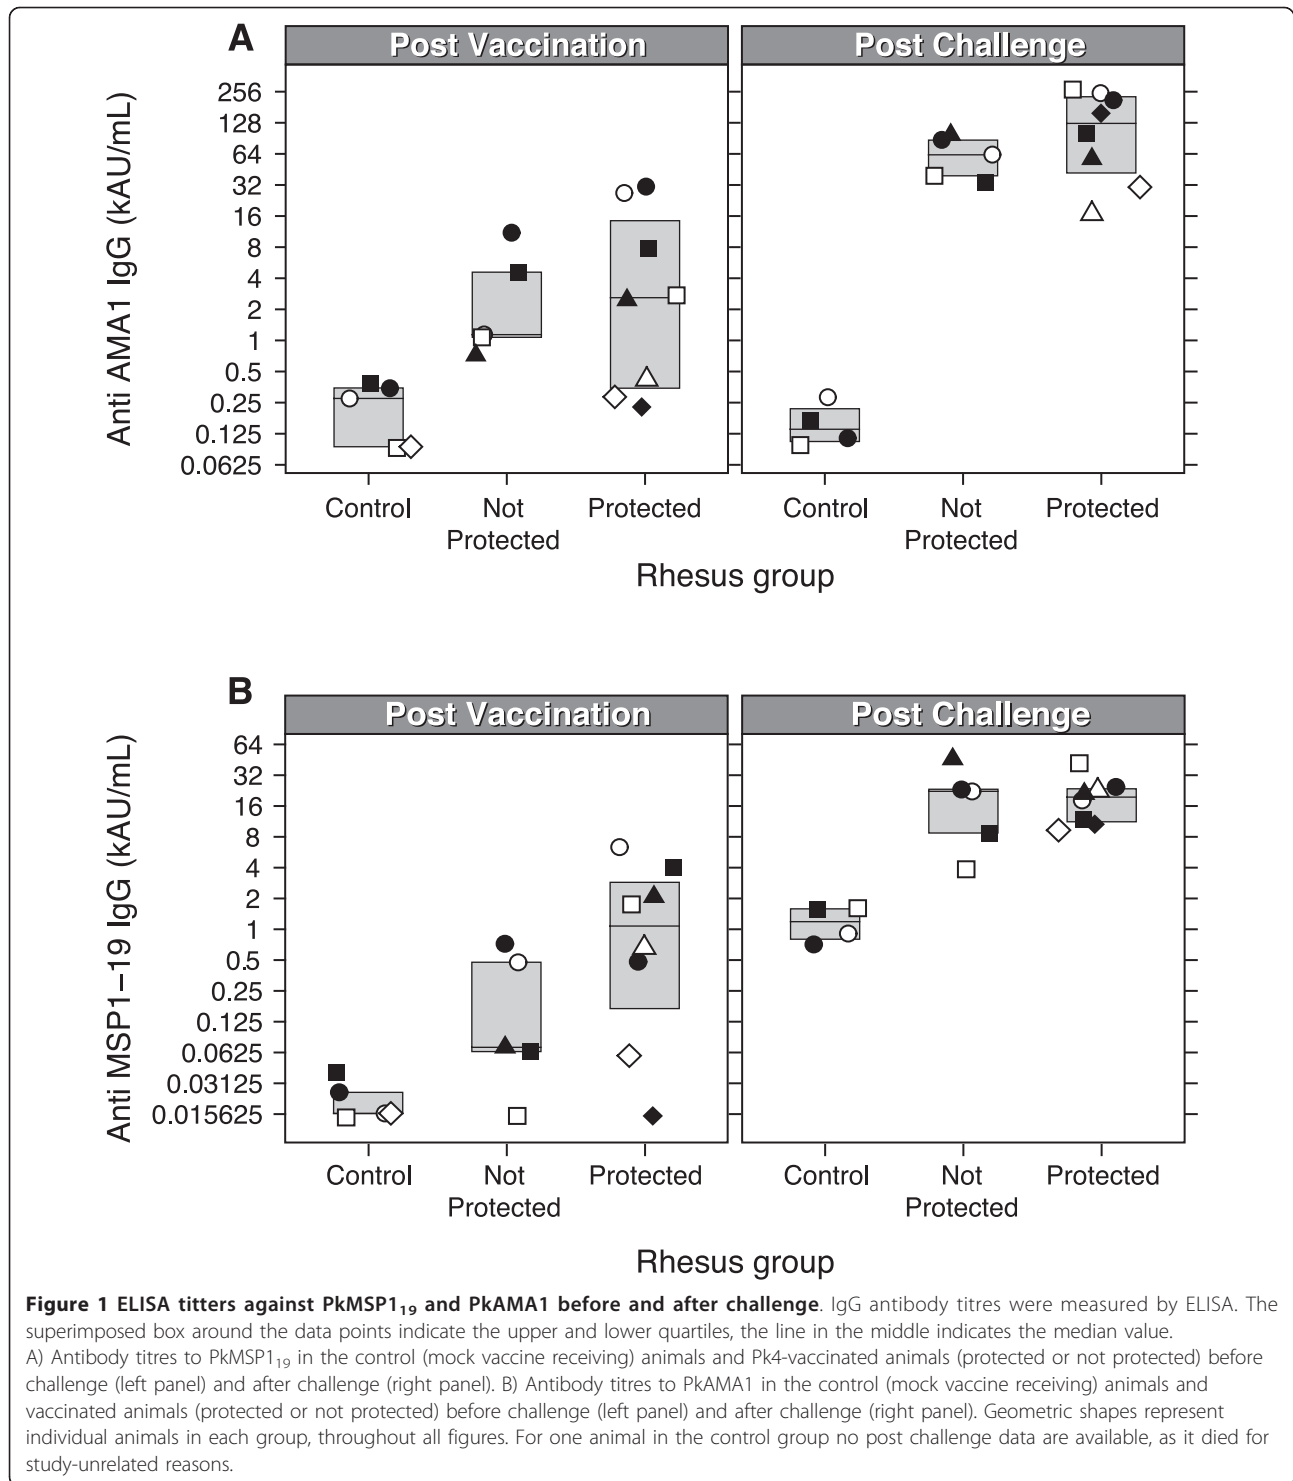 A
Post Vaccination
Post Challenge
Anti AMA1 IgG (kAU/mL)
256
128
64
32
16
8
4
2
1
0.5
0.25
0.125
0.0625
Control
Not
Protected
Protected
Control
Not
Protected
Protected
Rhesus group
B
Post Vaccination
Post Challenge
Anti MSP1−19 IgG (kAU/mL)
64
32
16
8
4
2
1
0.5
0.25
0.125
0.0625
0.03125
0.015625
Control
Not
Protected
Protected
Control
Not
Protected
Protected
Rhesus group
Figure 1 ELISA titters against PkMSP1₁₉ and PkAMA1 before and after challenge. IgG antibody titres were measured by ELISA. The
superimposed box around the data points indicate the upper and lower quartiles, the line in the middle indicates the median value.
A) Antibody titres to PkMSP1₁₉ in the control (mock vaccine receiving) animals and Pk4-vaccinated animals (protected or not protected) before
challenge (left panel) and after challenge (right panel). B) Antibody titres to PkAMA1 in the control (mock vaccine receiving) animals and
vaccinated animals (protected or not protected) before challenge (left panel) and after challenge (right panel). Geometric shapes represent
individual animals in each group, throughout all figures. For one animal in the control group no post challenge data are available, as it died for
study-unrelated reasons.